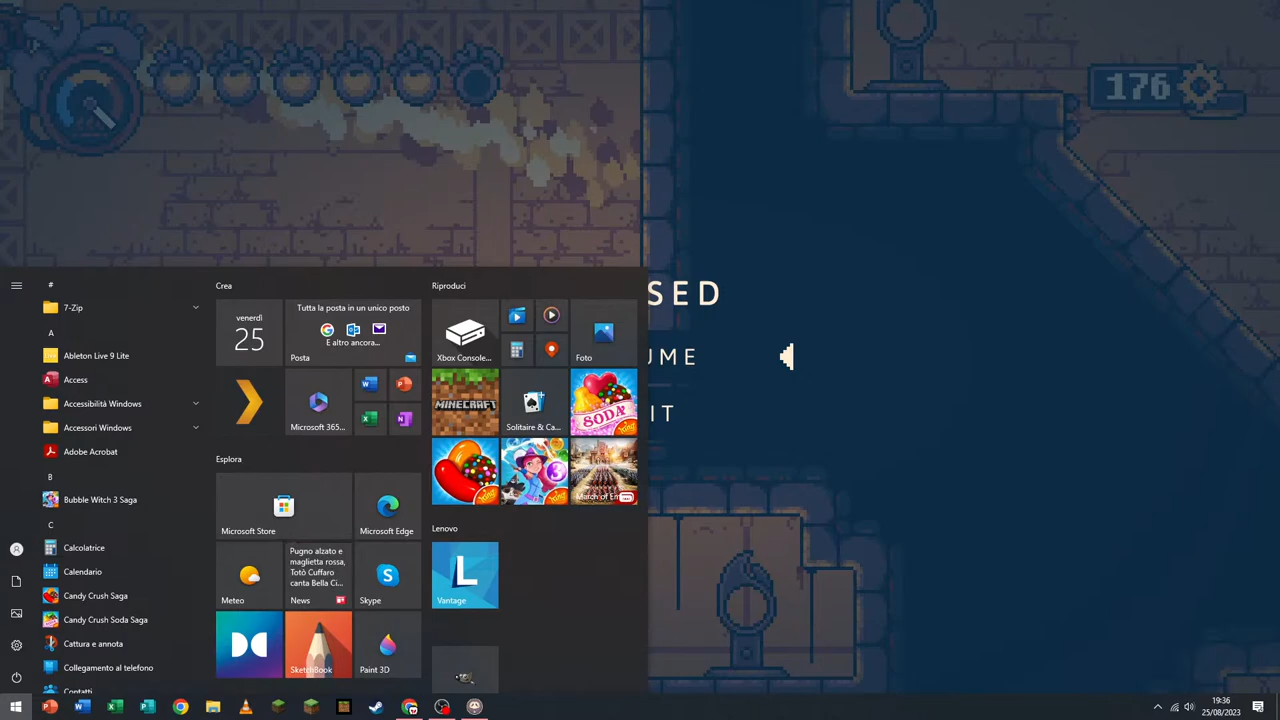 176
SED
UME
IT
#
7-Zip
A
Ableton Live 9 Lite
Access
Accessibilità Windows
Accessori Windows
Adobe Acrobat
B
Bubble Witch 3 Saga
C
Calcolatrice
Calendario
Candy Crush Saga
Candy Crush Soda Saga
Cattura e annota
Collegamento al telefono
Contatti
Crea
venerdì
25
Tutta la posta in un unico posto
E altro ancora...
Posta
Microsoft 365...
Esplora
Microsoft Store
Microsoft Edge
Meteo
Pugno alzato e
maglietta rossa,
Totò Cuffaro
canta Bella Ci...
News
Skype
SketchBook
Paint 3D
Riproduci
Xbox Console...
Foto
MINECRAFT
Solitaire & Ca...
SODA
King
King
3
King
March of Em...
Lenovo
L
Vantage
19:36
25/08/2023